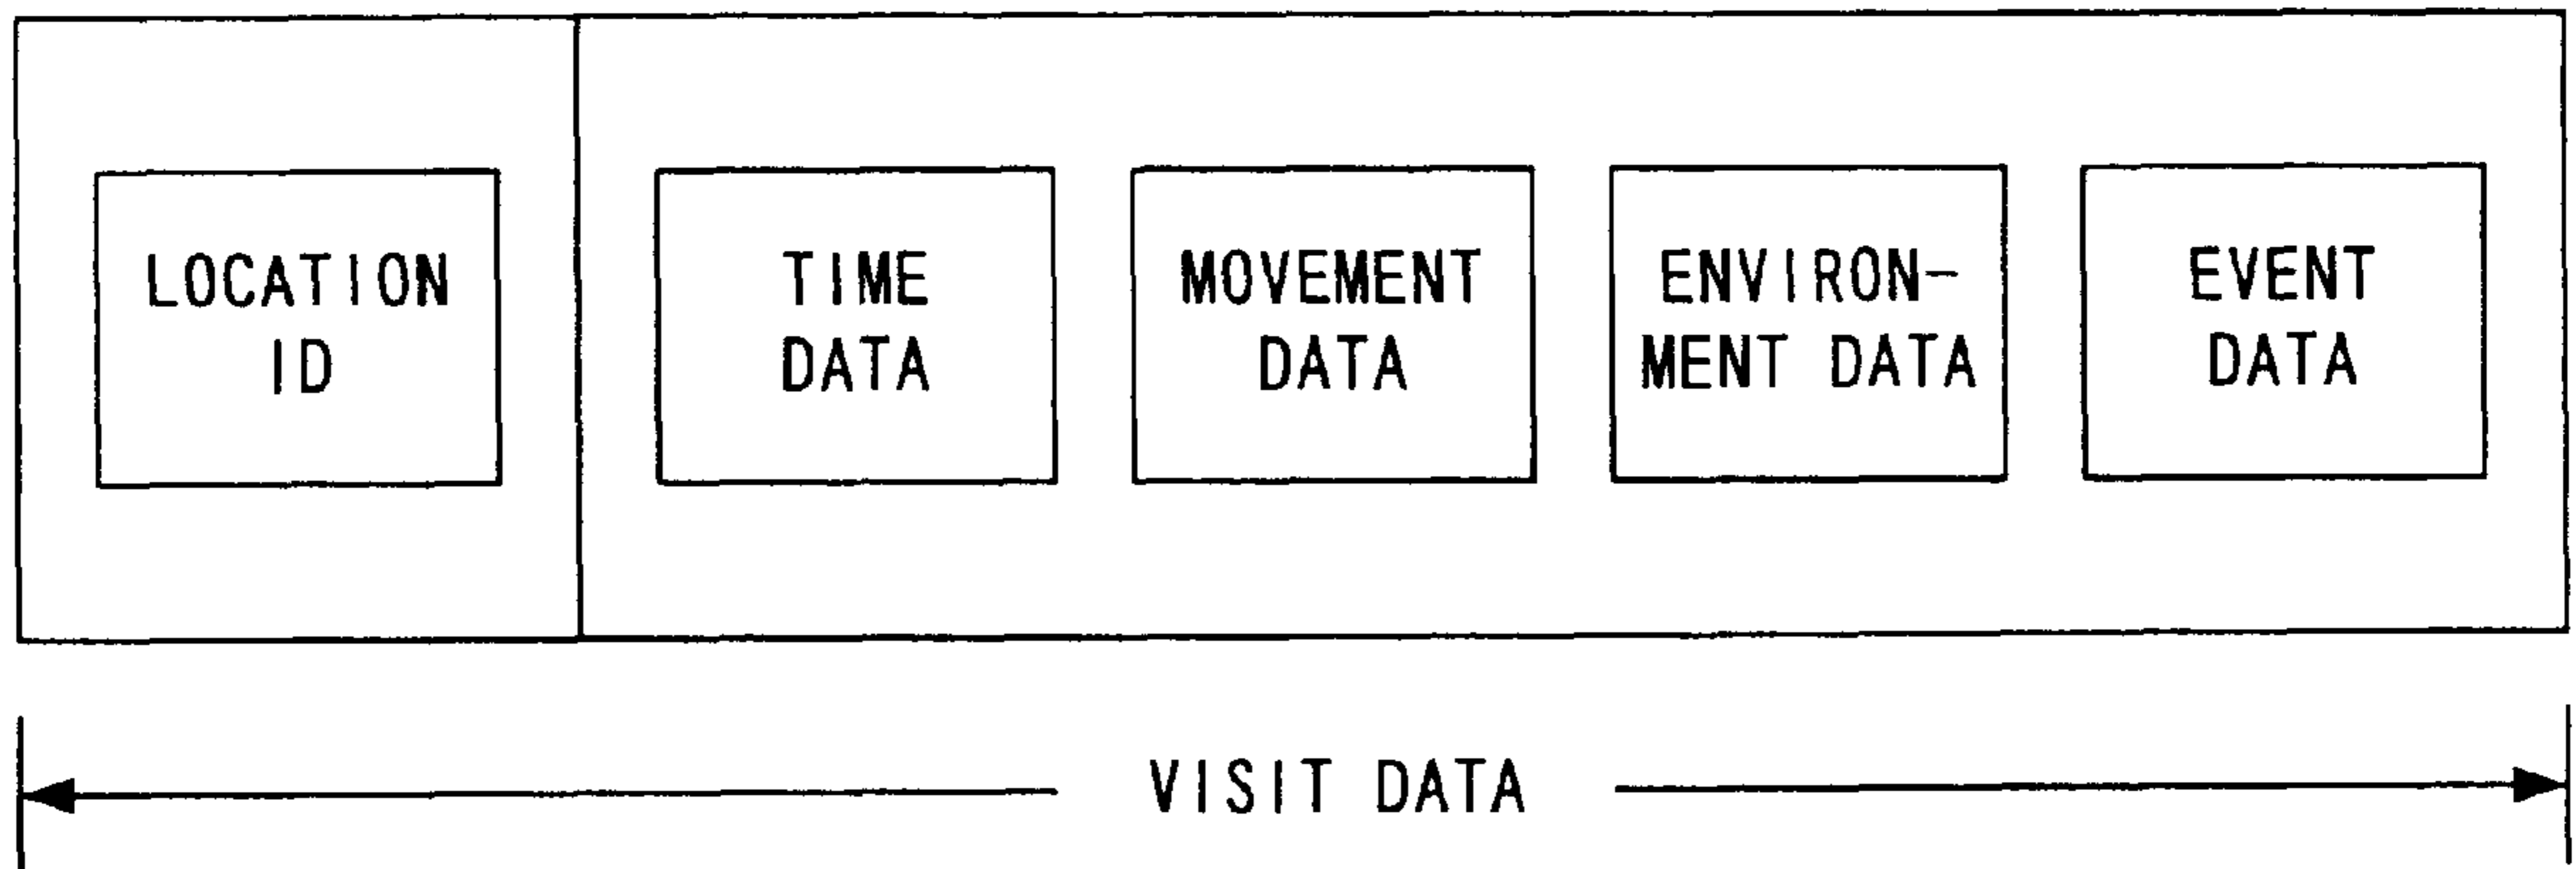 LOCATION
ID
TIME
DATA
MOVEMENT
DATA
ENVIRON-
MENT DATA
EVENT
DATA
VISIT DATA